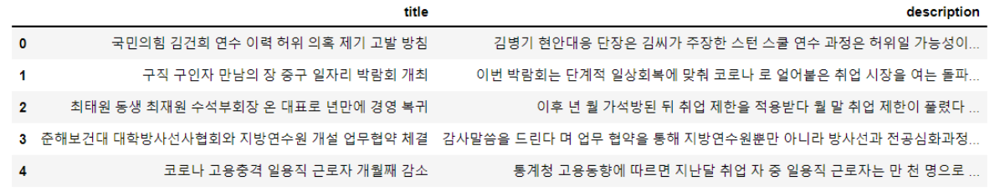 title description
0 국민의힘 김건희 연수 이력 허위 의혹 제기 고발 방침 김병기 현안대응 단장은 김씨가 주장한 스턴 스쿨 연수 과정은 허위일 가능성이...
1 구직 구인자 만남의 장 중구 일자리 박람회 개최 이번 박람회는 단계적 일상회복에 맞춰 코로나 로 얼어붙은 취업 시장을 여는 돌파...
2 최태원 동생 최재원 수석부회장 온 대표로 년만에 경영 복귀 이후 년 월 가석방된 뒤 취업 제한을 적용받다 월 말 취업 제한이 풀렸다 ...
3 준해보건대 대학방사선사협회와 지방연수원 개설 업무협약 체결 감사말씀을 드린다 며 업무 협약을 통해 지방연수원뿐만 아니라 방사선과 전공심화과정...
4 코로나 고용충격 일용직 근로자 개월째 감소 통계청 고용동향에 따르면 지난달 취업 자 중 일용직 근로자는 만 천 명으로 ...